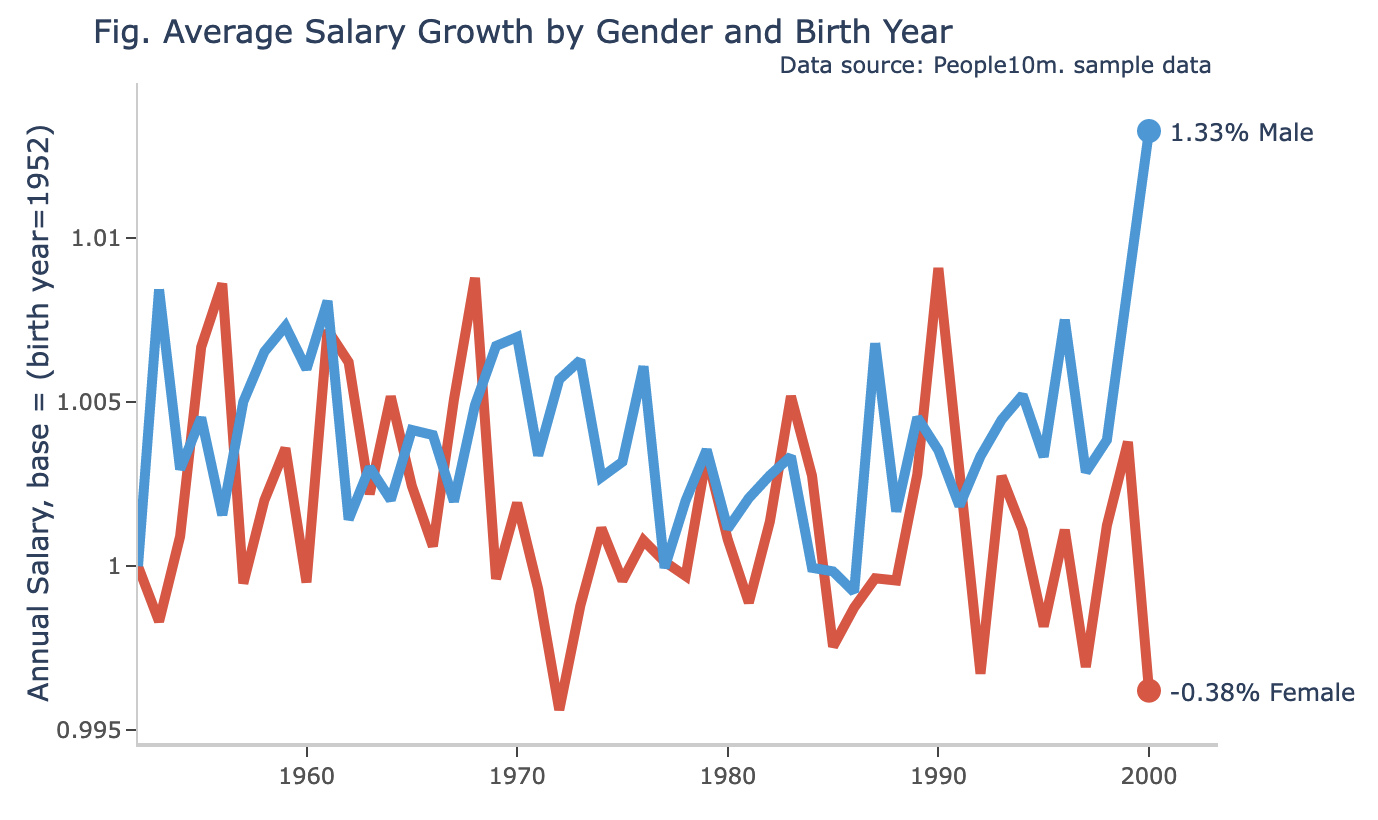 Fig. Average Salary Growth by Gender and Birth Year
Data source: People10m. sample data
Annual Salary, base = (birth year=1952)
1.01
1.005
1
0.995
1.33% Male
-0.38% Female
1960 1970 1980 1990 2000